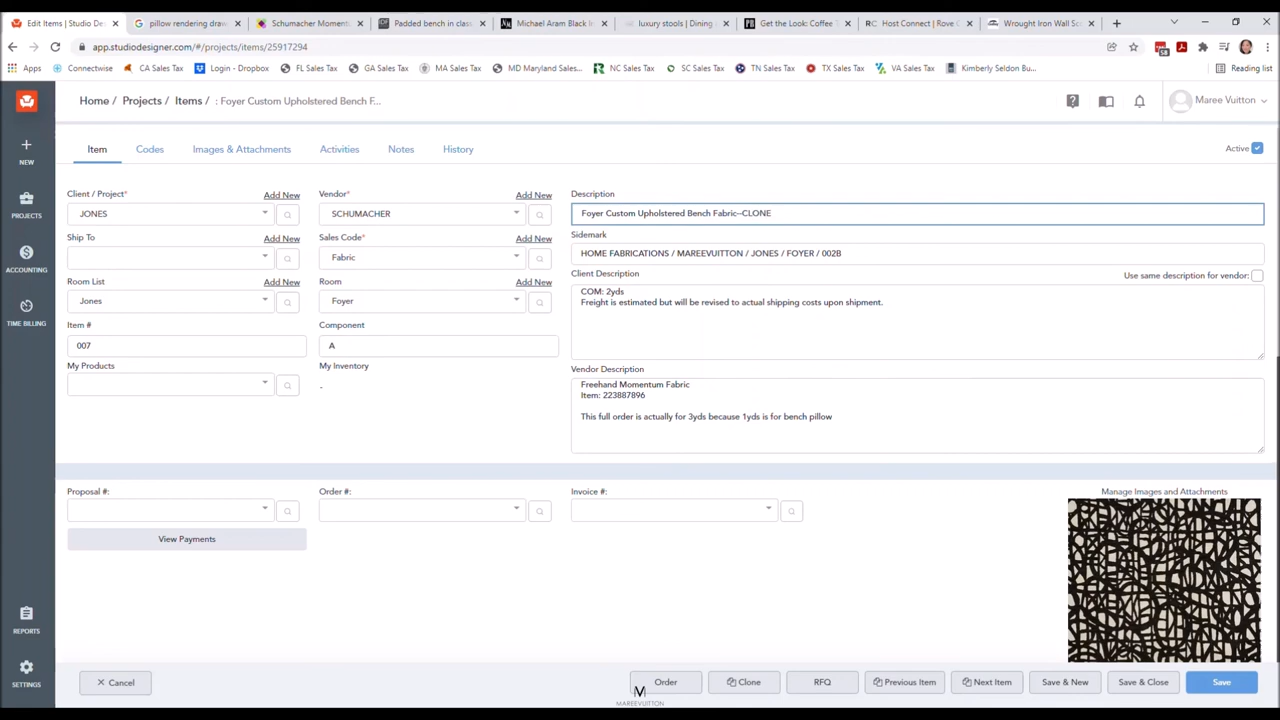 Edit Items | Studio Des
pillow rendering draw
Schumacher Momenti
Padded bench in class
Michael Aram Black Ir
luxury stools | Dining
Get the Look: Coffee T
Host Connect | Rove C
Wrought Iron Wall Sc
app.studiodesigner.com/#/projects/items/25917294
Apps
Connectwise
CA Sales Tax
Login - Dropbox
FL Sales Tax
GA Sales Tax
MA Sales Tax
MD Maryland Sales...
NC Sales Tax
SC Sales Tax
TN Sales Tax
TX Sales Tax
VA Sales Tax
Kimberly Seldon Bu...
Reading list
Home / Projects / Items / : Foyer Custom Upholstered Bench F...
Maree Vuitton
NEW
PROJECTS
ACCOUNTING
TIME BILLING
REPORTS
SETTINGS
Item
Codes
Images & Attachments
Activities
Notes
History
Active
Client / Project*
Add New
JONES
Vendor*
Add New
SCHUMACHER
Description
Foyer Custom Upholstered Bench Fabric--CLONE
Ship To
Add New
Sales Code*
Add New
Fabric
Sidemark
HOME FABRICATIONS / MAREEVUITTON / JONES / FOYER / 002B
Room List
Add New
Jones
Room
Add New
Foyer
Client Description
Use same description for vendor:
COM: 2yds
Freight is estimated but will be revised to actual shipping costs upon shipment.
Item #
007
Component
A
My Products
My Inventory
-
Vendor Description
Freehand Momentum Fabric
Item: 223887896
This full order is actually for 3yds because 1yds is for bench pillow
Proposal #:
Order #:
Invoice #:
Manage Images and Attachments
View Payments
Cancel
Order
Clone
RFQ
Previous Item
Next Item
Save & New
Save & Close
Save
M
MAREEVUITTON